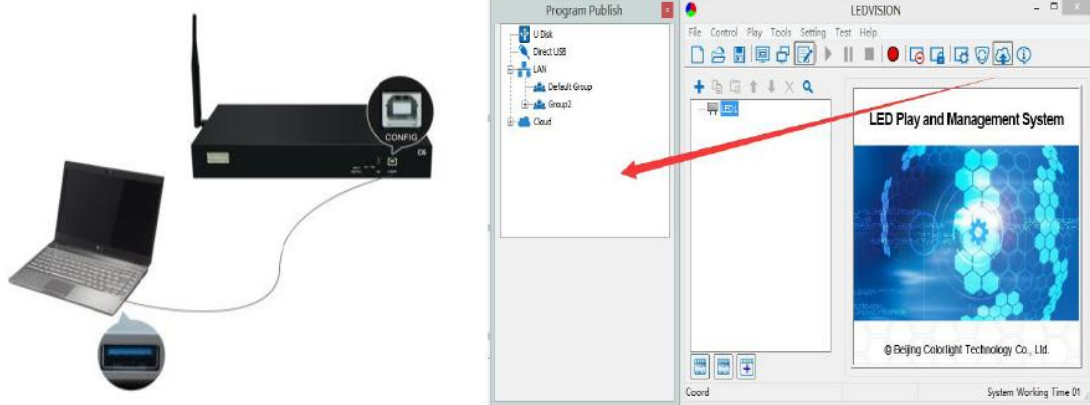 CONFIG
C6
Program Publish
U Disk
Direct USB
LAN
Default Group
Group2
Cloud
LEDVISION
File Control Play Tools Setting Test Help
LED1
LED Play and Management System
© Beijing Colorlight Technology Co., Ltd.
Coord
System Working Time 01